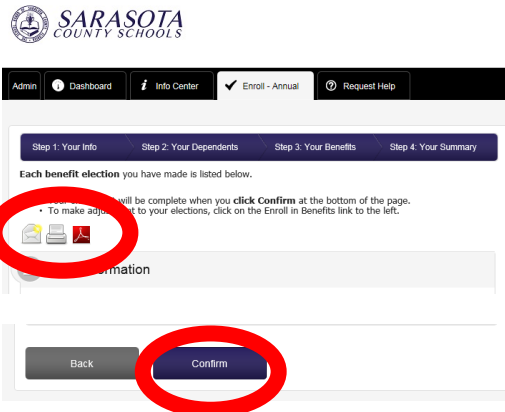 SARASOTA
COUNTY SCHOOLS
Admin Dashboard Info Center Enroll - Annual Request Help
Step 1: Your Info Step 2: Your Dependents Step 3: Your Benefits Step 4: Your Summary
Each benefit election you have made is listed below.
will be complete when you click Confirm at the bottom of the page.
• To make to your elections, click on the Enroll in Benefits link to the left.
Back Confirm